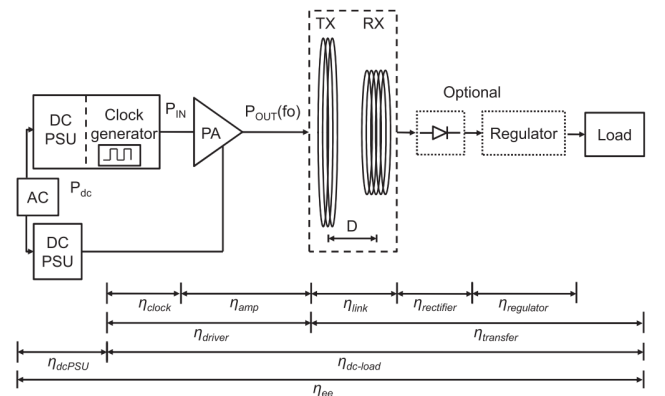 TX RX
Optional
DC PSU
Clock generator
P_IN
PA
P_OUT(fo)
Regulator
Load
AC
P_dc
DC PSU
D
η_clock η_amp η_link η_rectifier η_regulator
η_driver η_transfer
η_dcPSU η_dc-load
η_ee